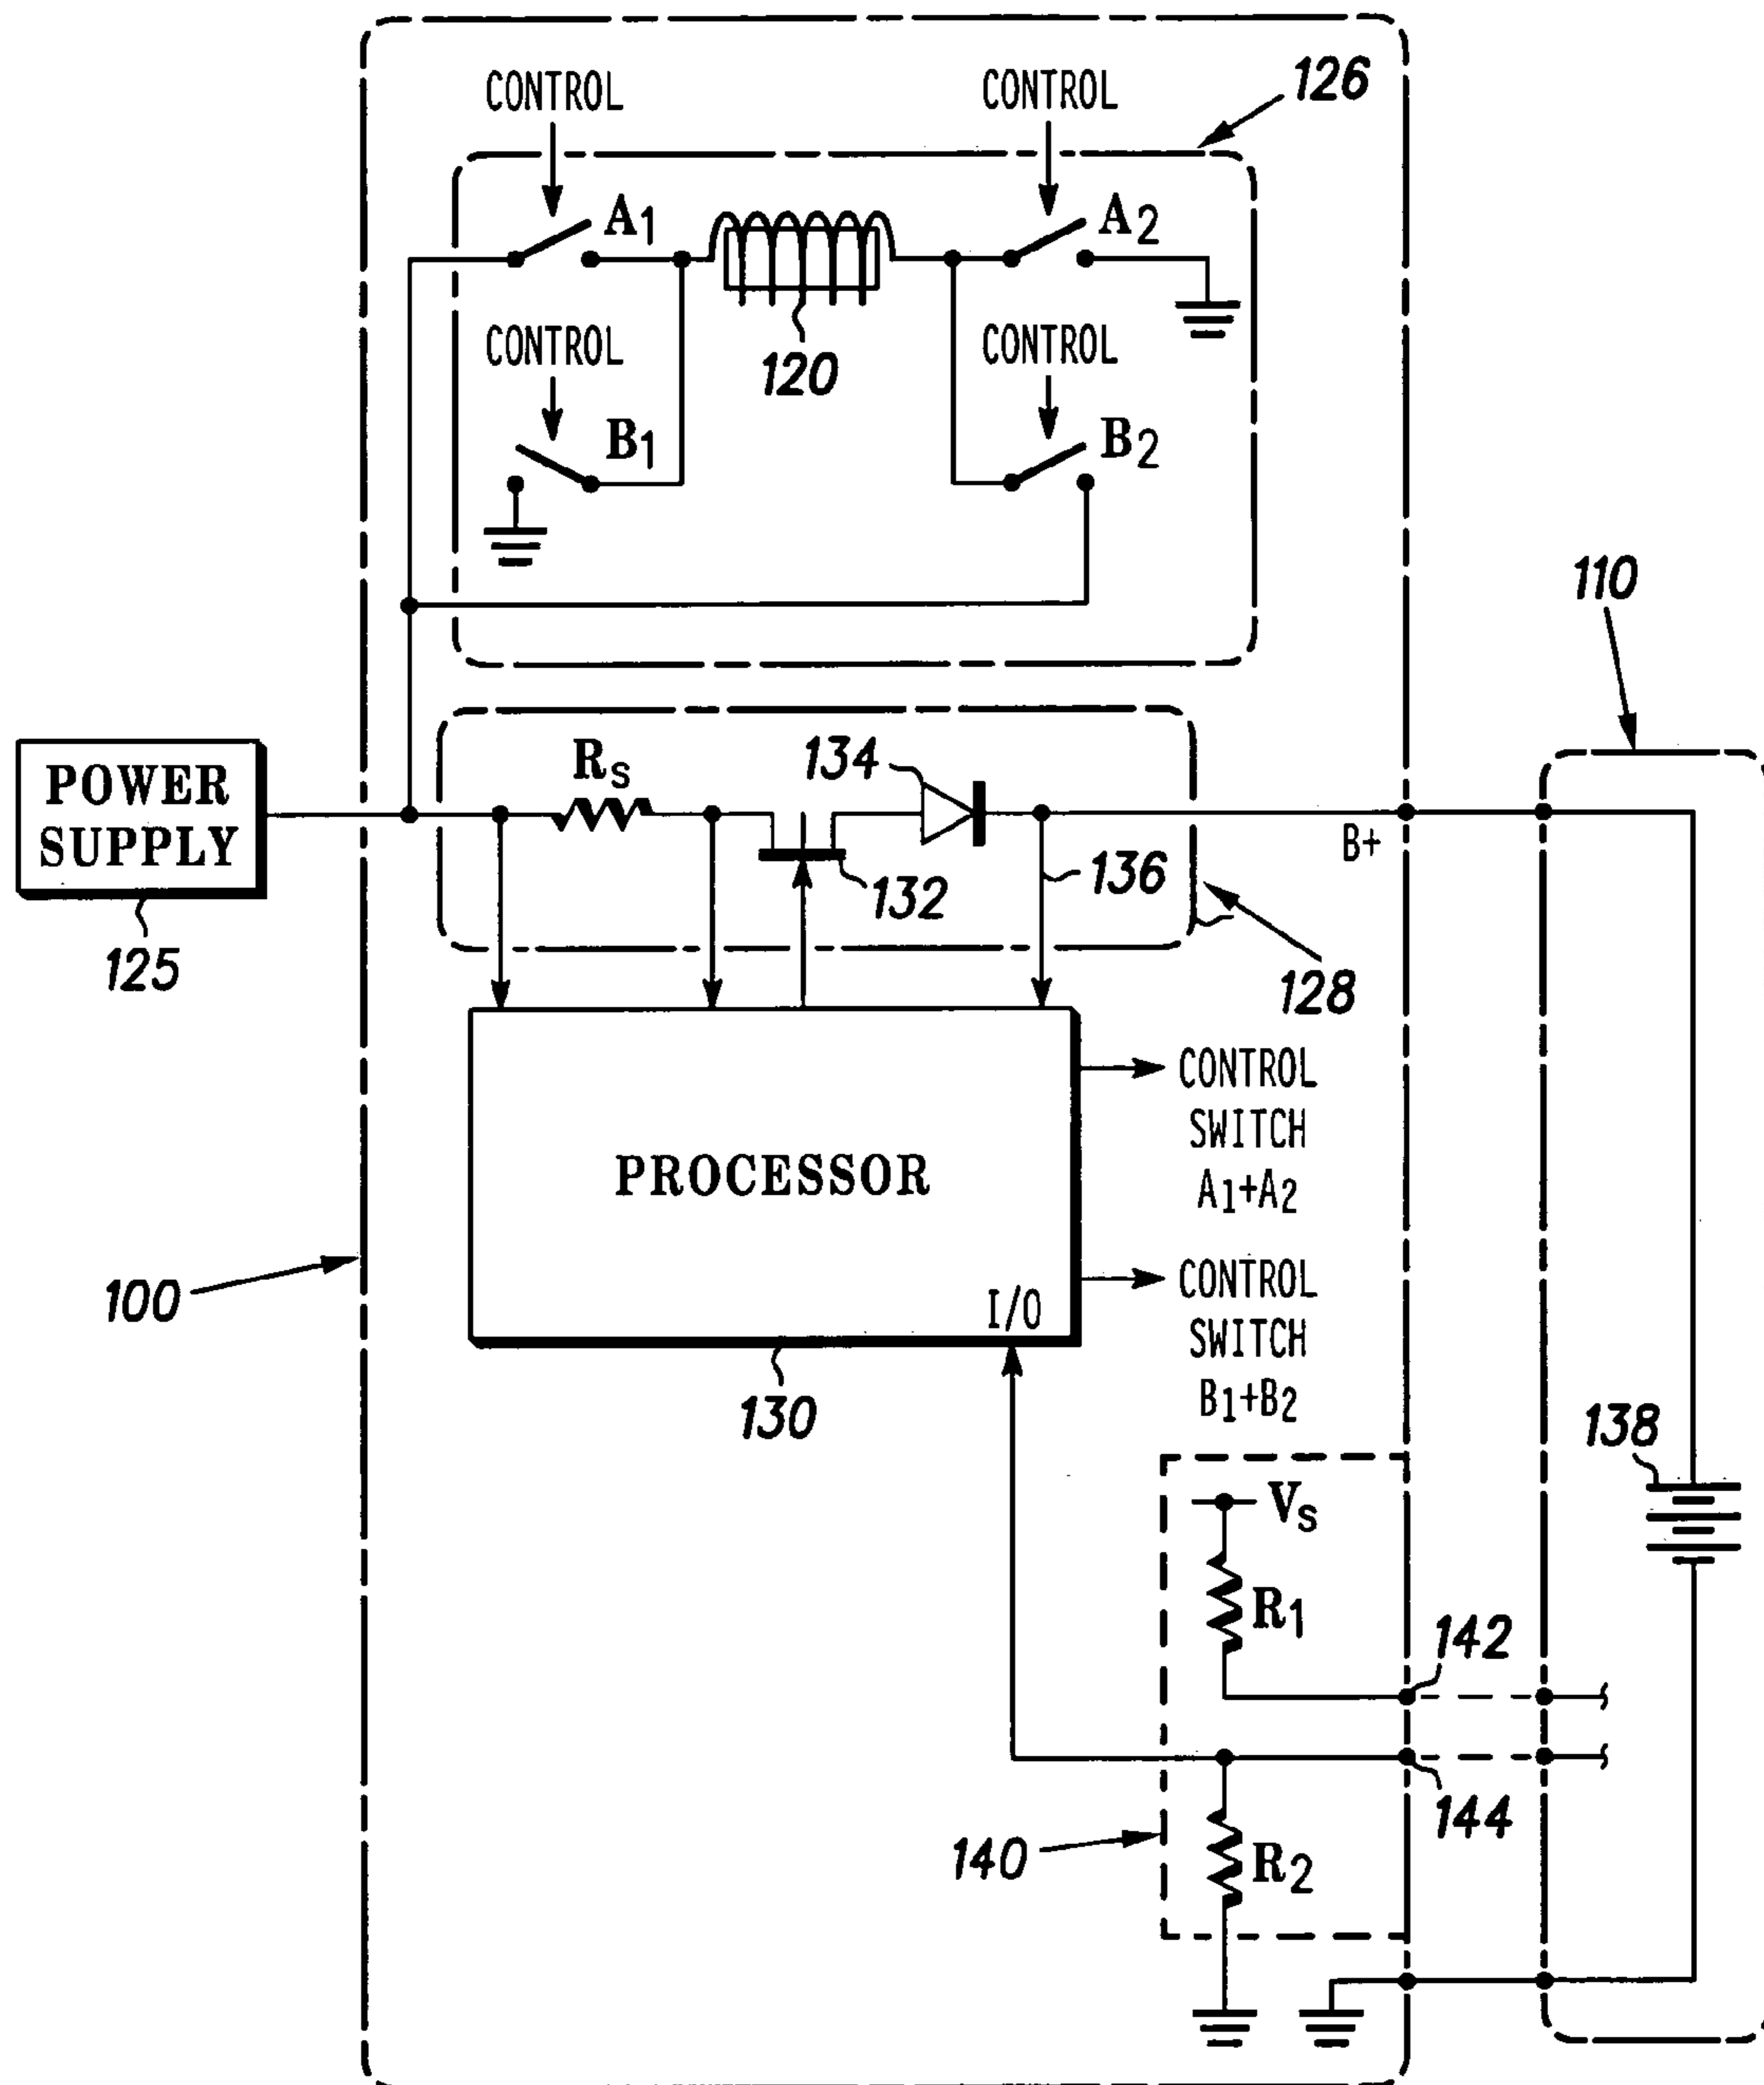 CONTROL
CONTROL
126
A1
A2
CONTROL
120
CONTROL
B1
B2
110
POWER
SUPPLY
125
RS
134
B+
132
136
128
PROCESSOR
I/O
130
CONTROL
SWITCH
A1+A2
CONTROL
SWITCH
B1+B2
100
138
VS
R1
142
144
140
R2